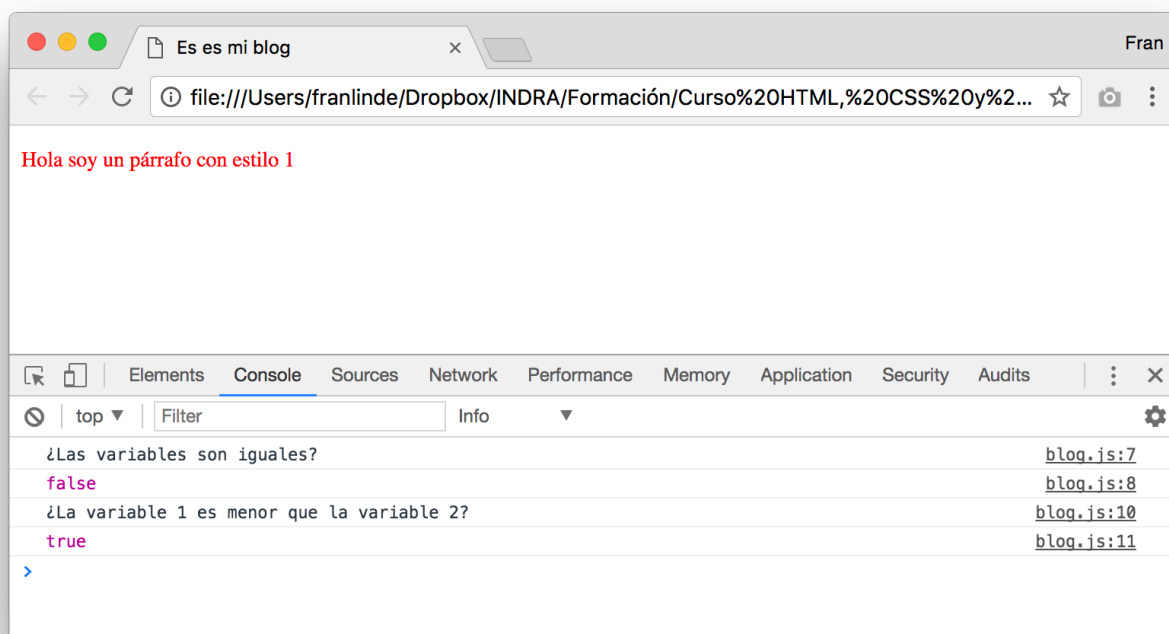 Es es mi blog
Fran
file:///Users/franlinde/Dropbox/INDRA/Formación/Curso%20HTML,%20CSS%20y%2...
Hola soy un párrafo con estilo 1
Elements Console Sources Network Performance Memory Application Security Audits
top Filter Info
¿Las variables son iguales? blog.js:7
false blog.js:8
¿La variable 1 es menor que la variable 2? blog.js:10
true blog.js:11